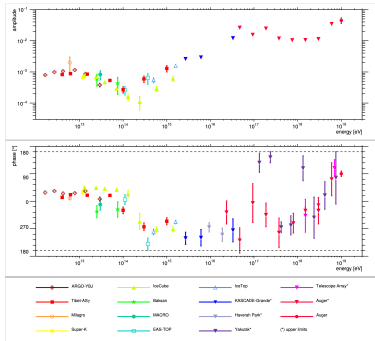 amplitude
10⁻¹
10⁻²
10⁻³
10⁻⁴
10¹³ 10¹⁴ 10¹⁵ 10¹⁶ 10¹⁷ 10¹⁸ 10¹⁹
energy [eV]
phase [°]
180
90
0
270
180
10¹³ 10¹⁴ 10¹⁵ 10¹⁶ 10¹⁷ 10¹⁸ 10¹⁹
energy [eV]
ARGO-YBJ IceCube IceTop Telescope Array*
Tibet-ASγ Baksan KASCADE-Grande* Auger*
Milagro MACRO Haverah Park* Auger
Super-K EAS-TOP Yakutsk* (*) upper limits